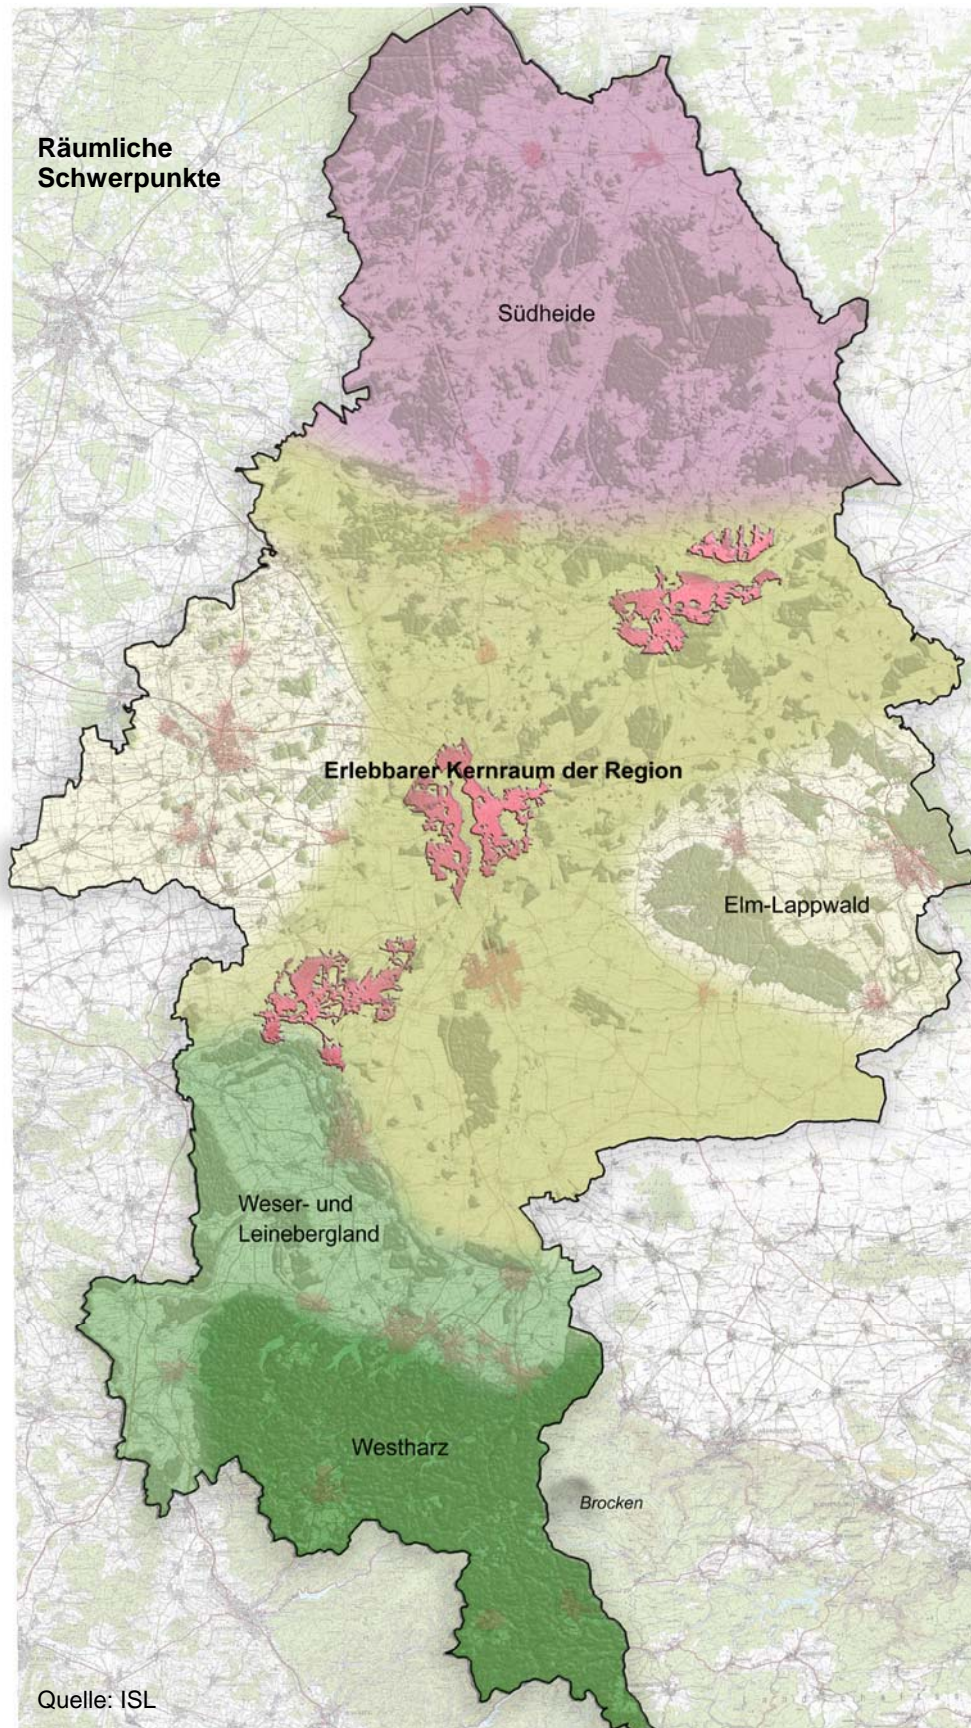 Räumliche
Schwerpunkte
Südheide
Erlebbarer Kernraum der Region
Elm-Lappwald
Weser- und
Leinebergland
Westharz
Brocken
Quelle: ISL